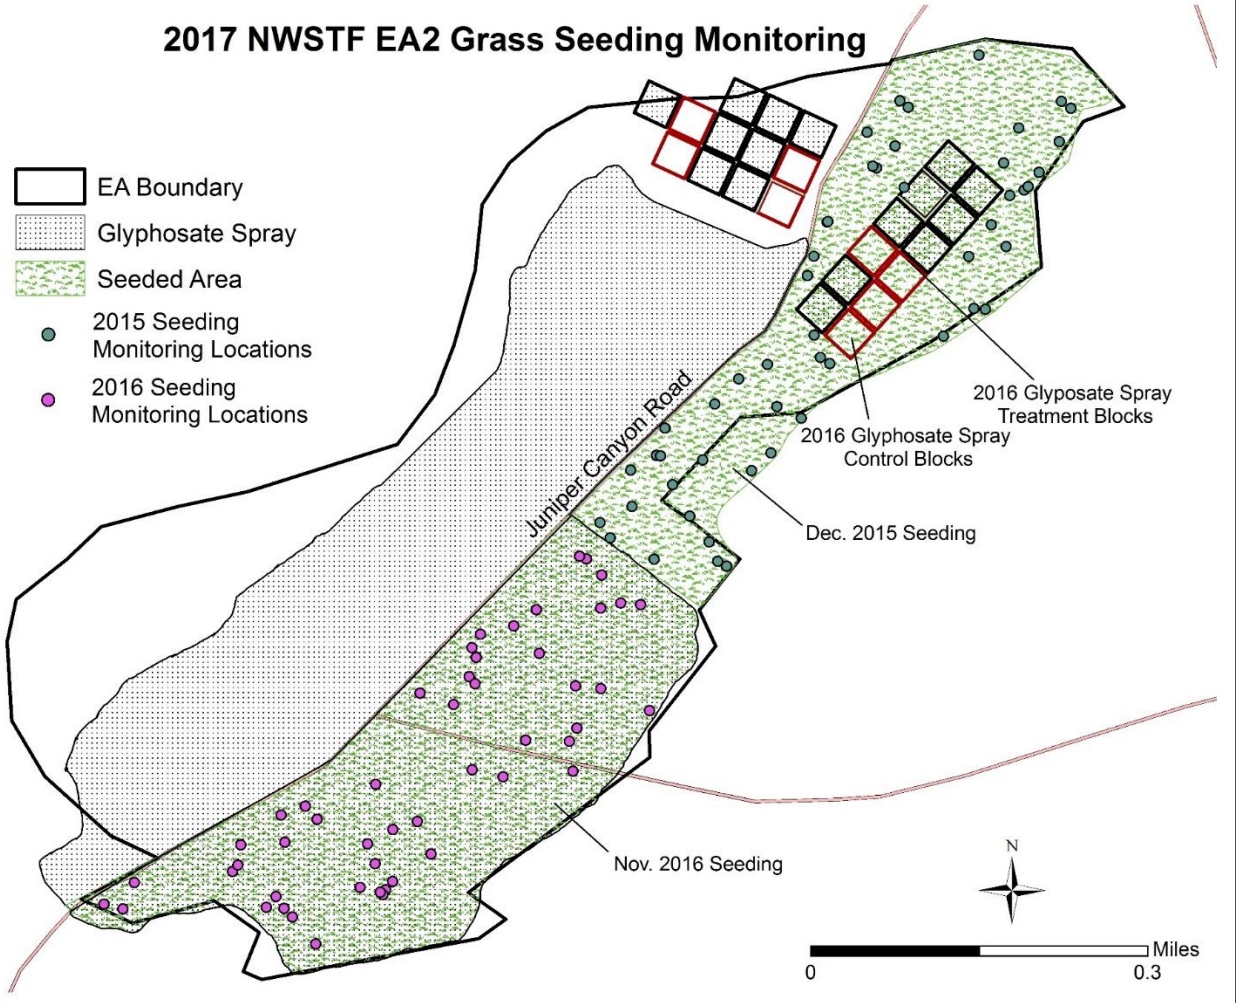 2017 NWSTF EA2 Grass Seeding Monitoring
EA Boundary
Glyphosate Spray
Seeded Area
2015 Seeding
Monitoring Locations
2016 Seeding
Monitoring Locations
Juniper Canyon Road
2016 Glyposate Spray
Treatment Blocks
2016 Glyphosate Spray
Control Blocks
Dec. 2015 Seeding
Nov. 2016 Seeding
N
Miles
0
0.3